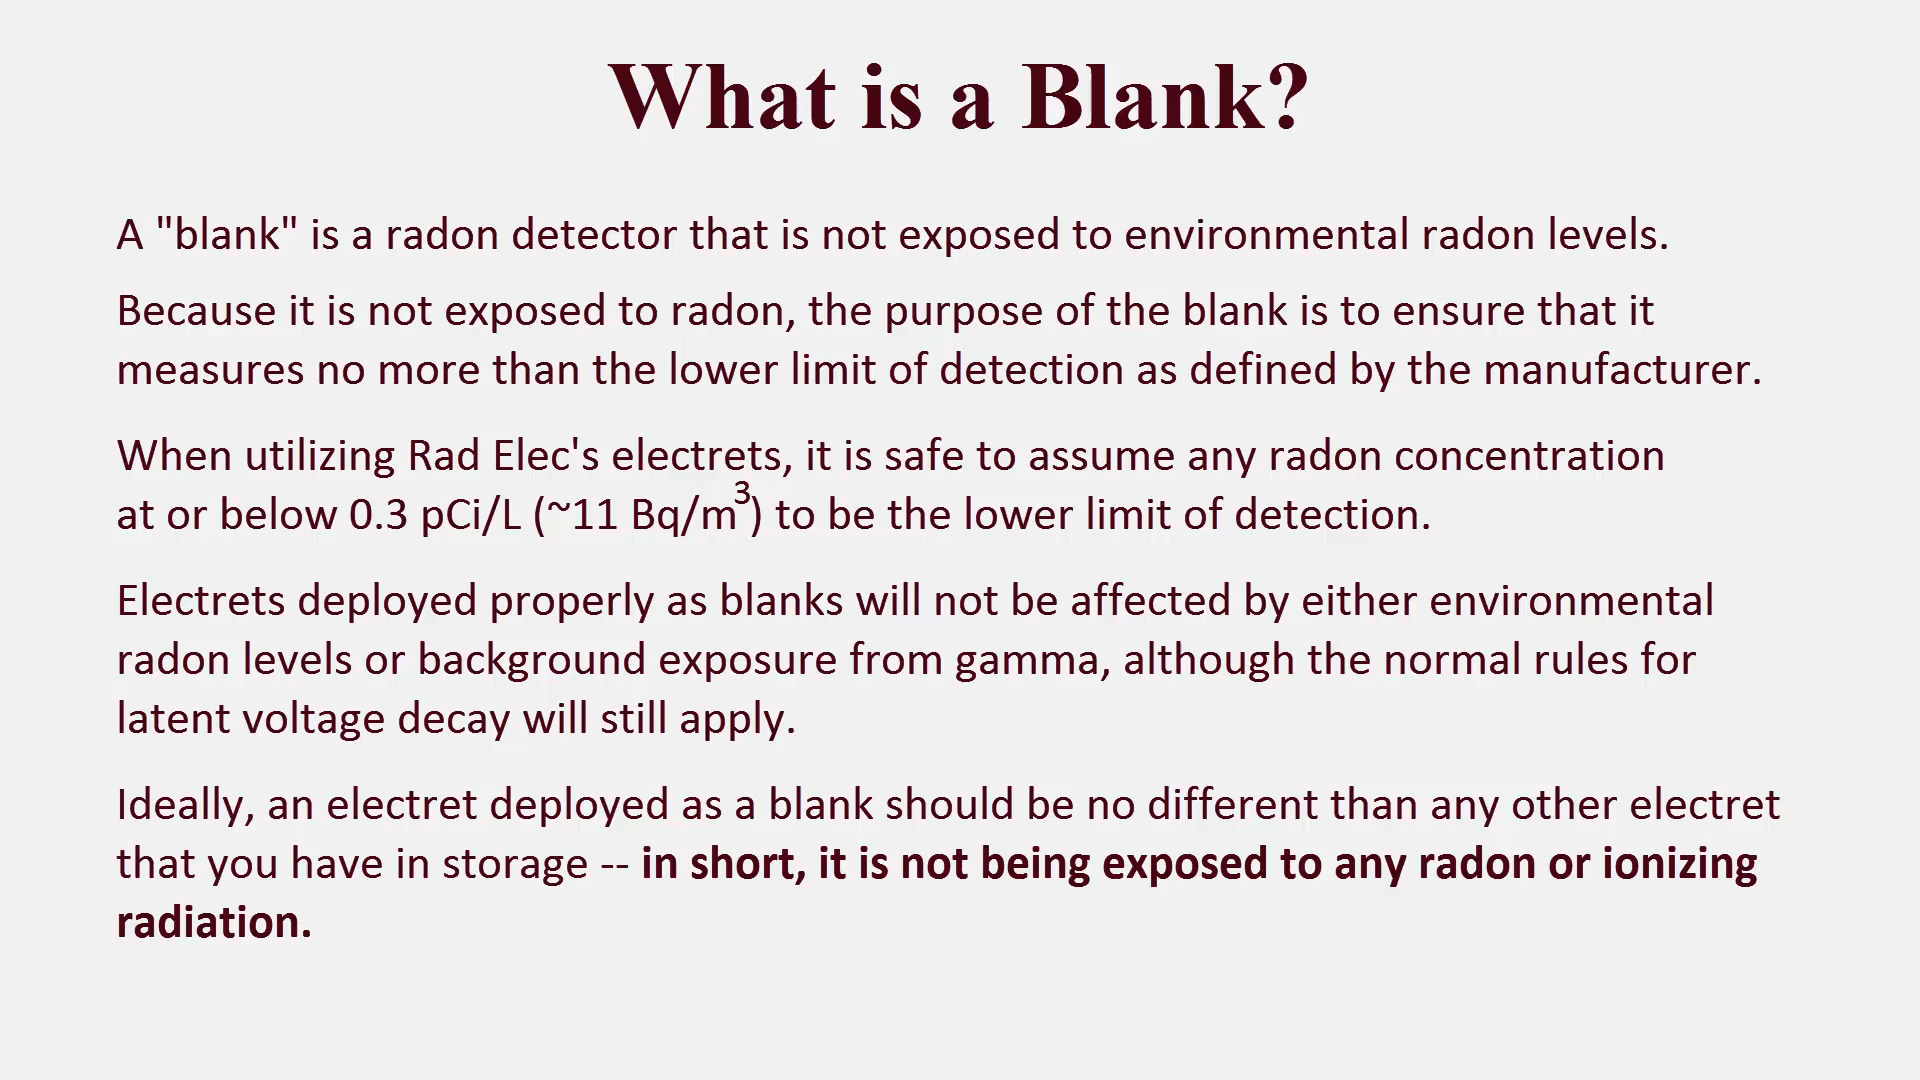 What is a Blank?
A "blank" is a radon detector that is not exposed to environmental radon levels.
Because it is not exposed to radon, the purpose of the blank is to ensure that it
measures no more than the lower limit of detection as defined by the manufacturer.
When utilizing Rad Elec's electrets, it is safe to assume any radon concentration
at or below 0.3 pCi/L (~11 Bq/m³) to be the lower limit of detection.
Electrets deployed properly as blanks will not be affected by either environmental
radon levels or background exposure from gamma, although the normal rules for
latent voltage decay will still apply.
Ideally, an electret deployed as a blank should be no different than any other electret
that you have in storage -- in short, it is not being exposed to any radon or ionizing
radiation.